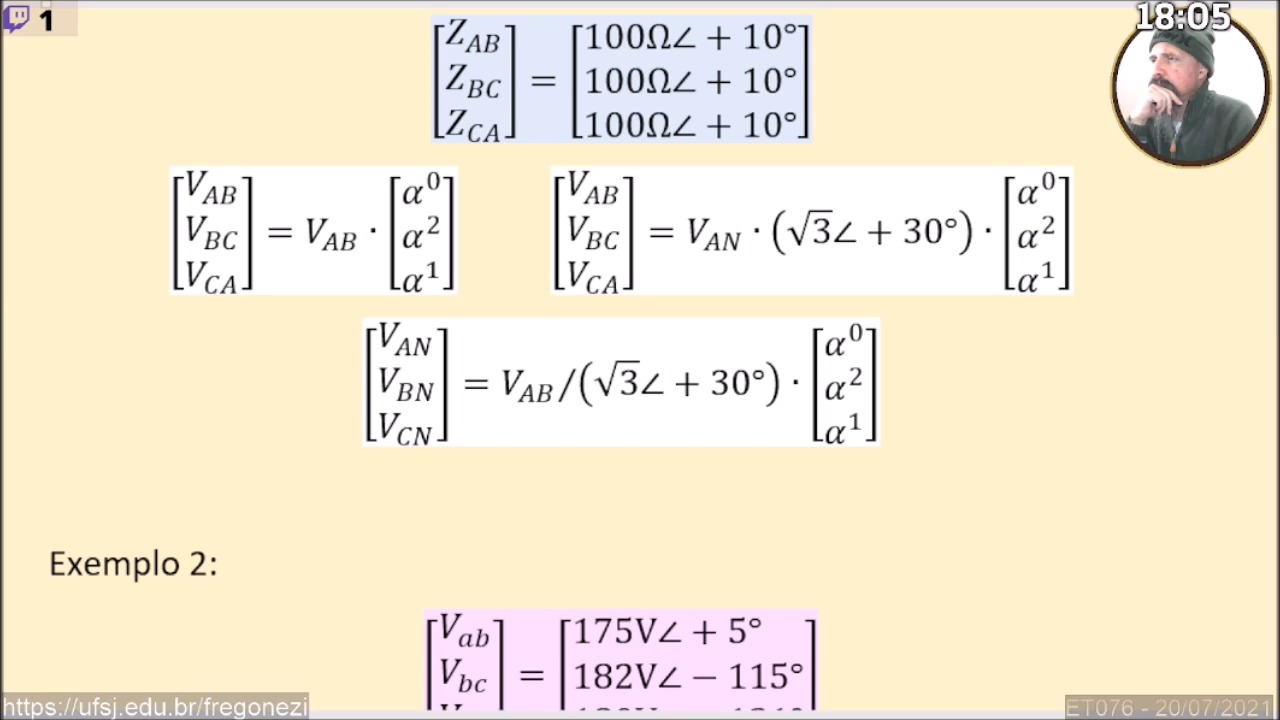 1
18:05
[Z_AB Z_BC Z_CA] = [100Ω∠ + 10° 100Ω∠ + 10° 100Ω∠ + 10°]
[V_AB V_BC V_CA] = V_AB · [α^0 α^2 α^1]
[V_AB V_BC V_CA] = V_AN · (√3∠ + 30°) · [α^0 α^2 α^1]
[V_AN V_BN V_CN] = V_AB/(√3∠ + 30°) · [α^0 α^2 α^1]
Exemplo 2:
[V_ab V_bc = [175V∠ + 5° 182V∠ − 115°
https://ufsj.edu.br/fregonezi
ET076 - 20/07/2021